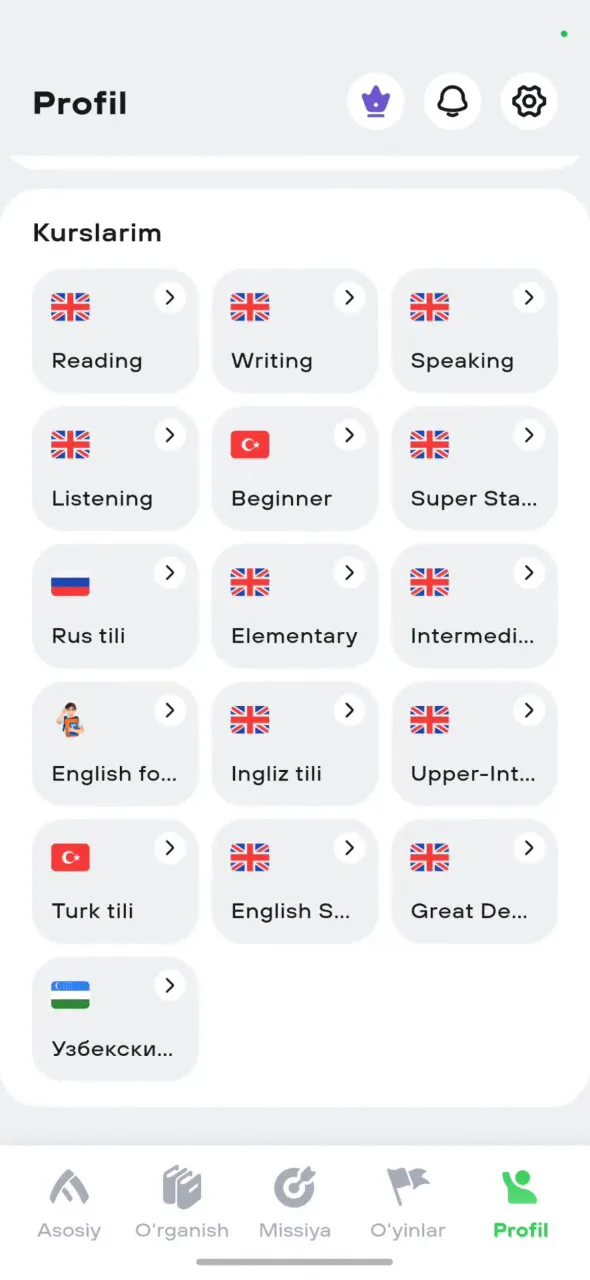 Profil
Kurslarim
Reading
Writing
Speaking
Listening
Beginner
Super Sta...
Rus tili
Elementary
Intermedi...
English fo...
Ingliz tili
Upper-Int...
Turk tili
English S...
Great De...
Узбекски...
Asosiy
O'rganish
Missiya
O'yinlar
Profil